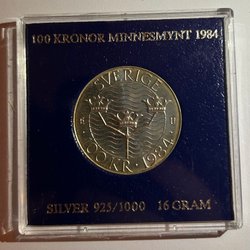 100 KRONOR MINNESMYNT 1984
SVERIGE
100 KR · 1984
SILVER 925/1000 16 GRAM